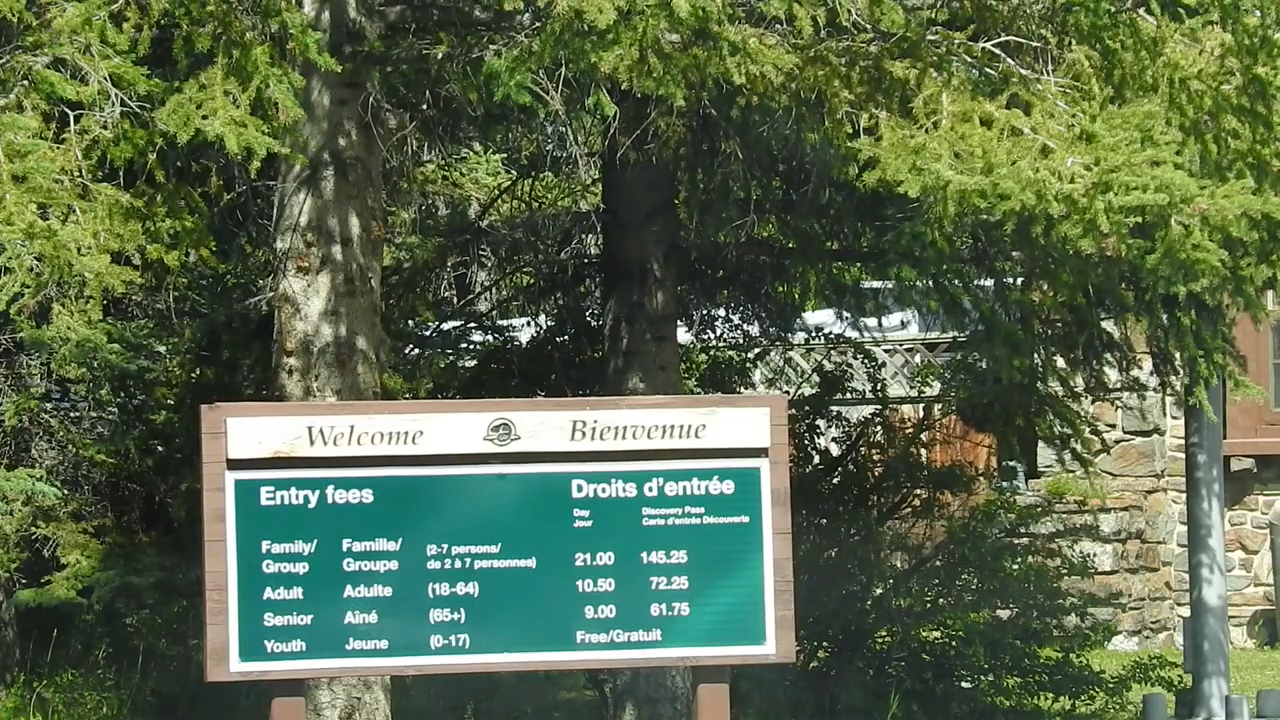 Welcome Bienvenue
Entry fees Droits d'entrée
Day Discovery Pass
Jour Carte d'entrée Découverte
Family/ Famille/ (2-7 persons/
Group Groupe de 2 à 7 personnes) 21.00 145.25
Adult Adulte (18-64) 10.50 72.25
Senior Aîné (65+) 9.00 61.75
Youth Jeune (0-17) Free/Gratuit